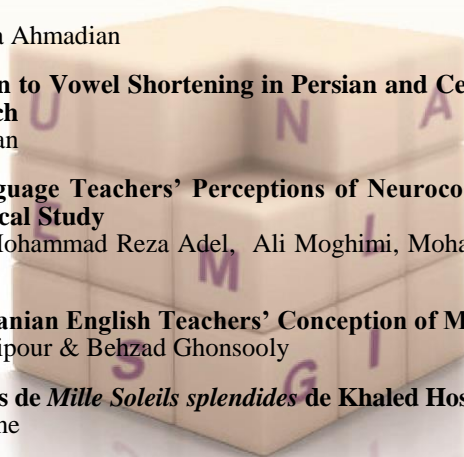 Ahmadian
n to Vowel Shortening in Persian and Ce
ch
an
guage Teachers' Perceptions of Neuroco
cal Study
Mohammad Reza Adel, Ali Moghimi, Moha
anian English Teachers' Conception of M
ipour & Behzad Ghonsooly
s de Mille Soleils splendides de Khaled Hos
ne
U N A
E M L
S G I